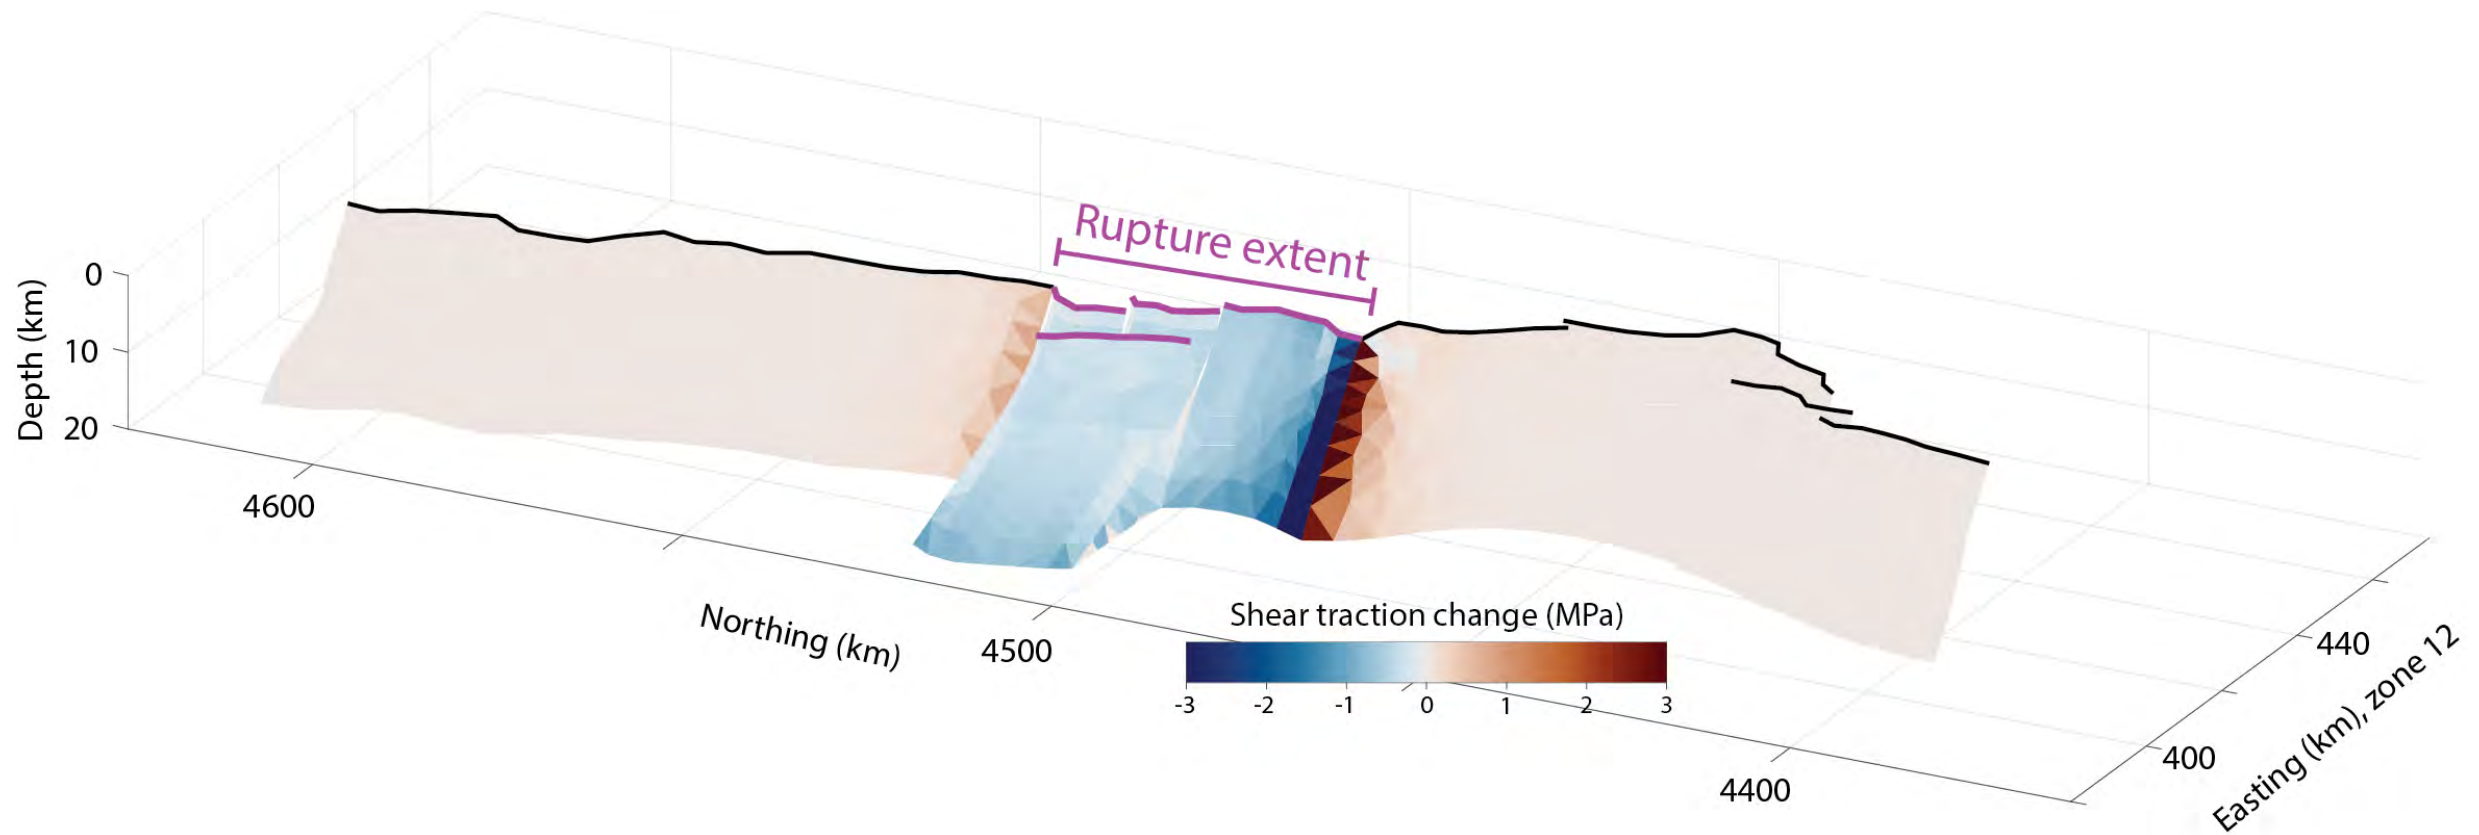 Rupture extent
Depth (km)
0
10
20
4600
Northing (km)
4500
4400
Shear traction change (MPa)
-3 -2 -1 0 1 2 3
440
400
Easting (km), zone 12